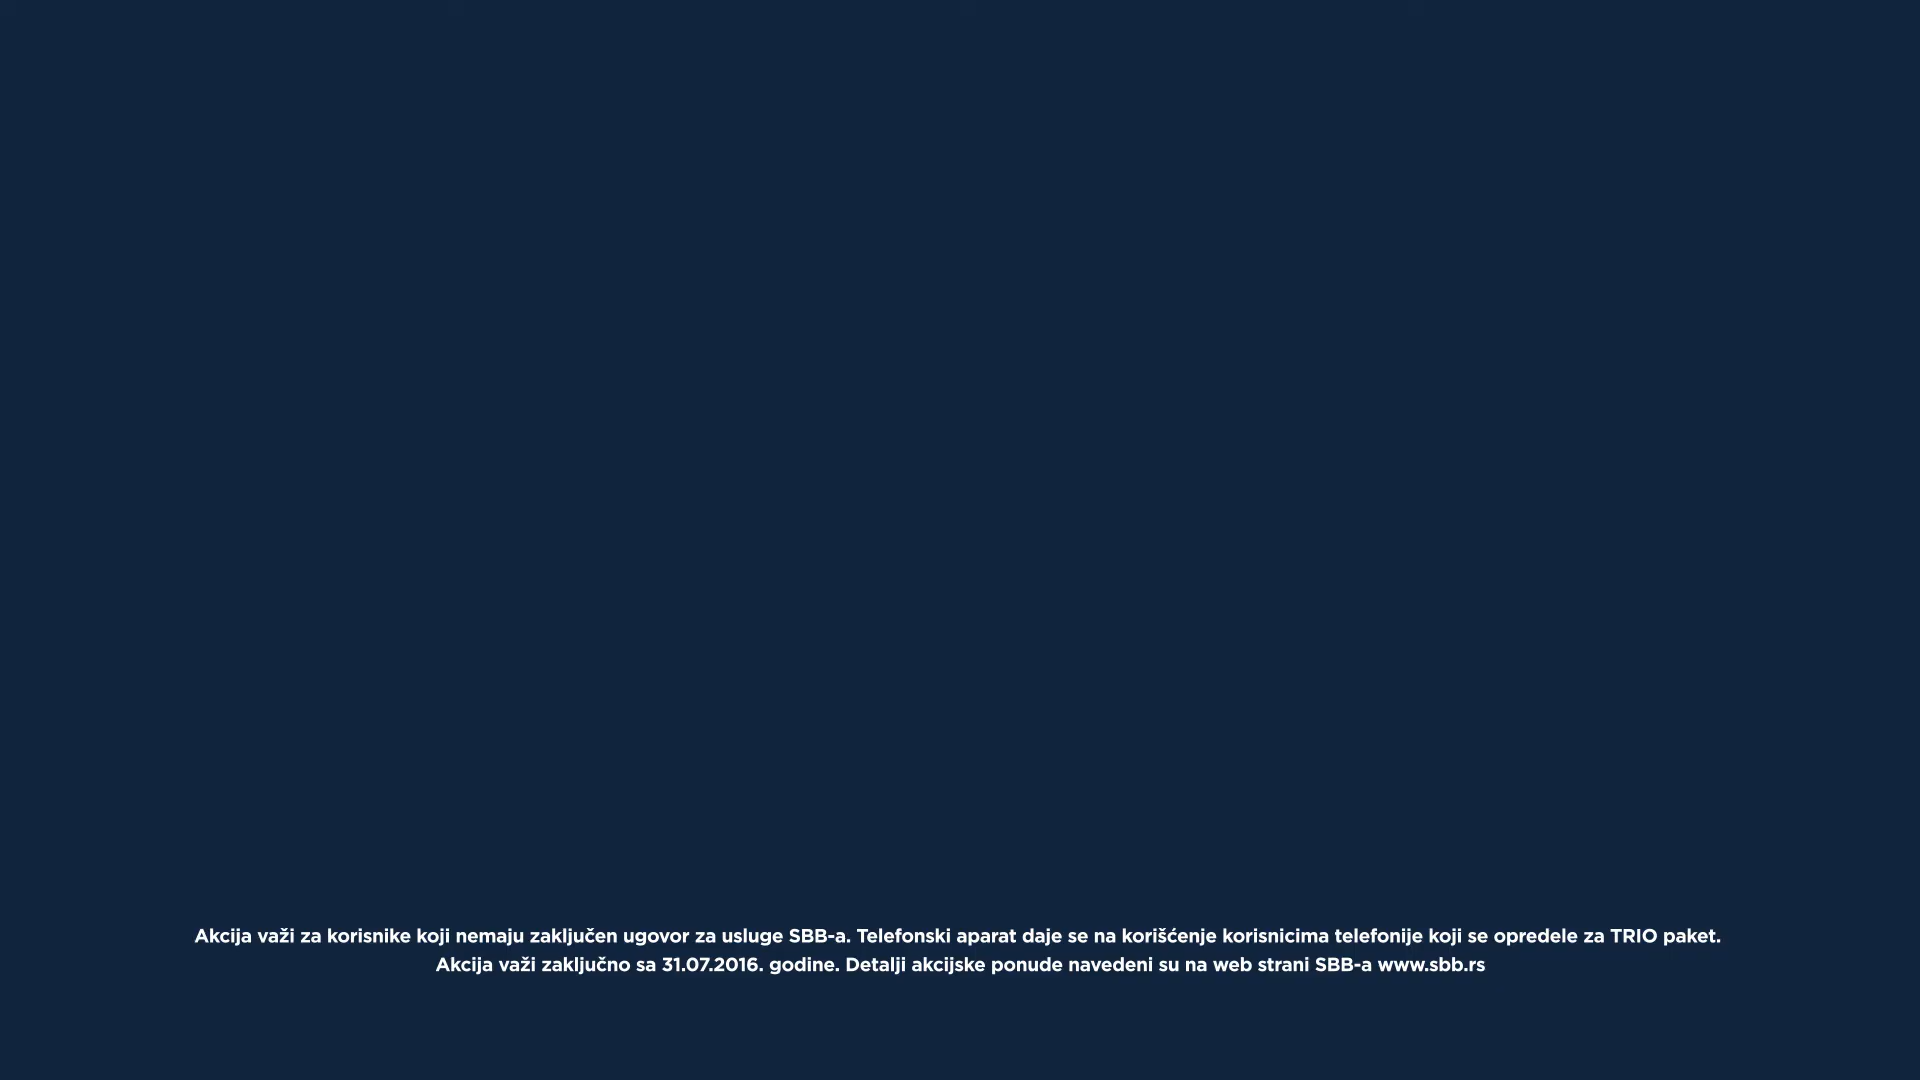 Akcija važi za korisnike koji nemaju zaključen ugovor za usluge SBB-a. Telefonski aparat daje se na korišćenje korisnicima telefonije koji se opredele za TRIO paket.
Akcija važi zaključno sa 31.07.2016. godine. Detalji akcijske ponude navedeni su na web strani SBB-a www.sbb.rs